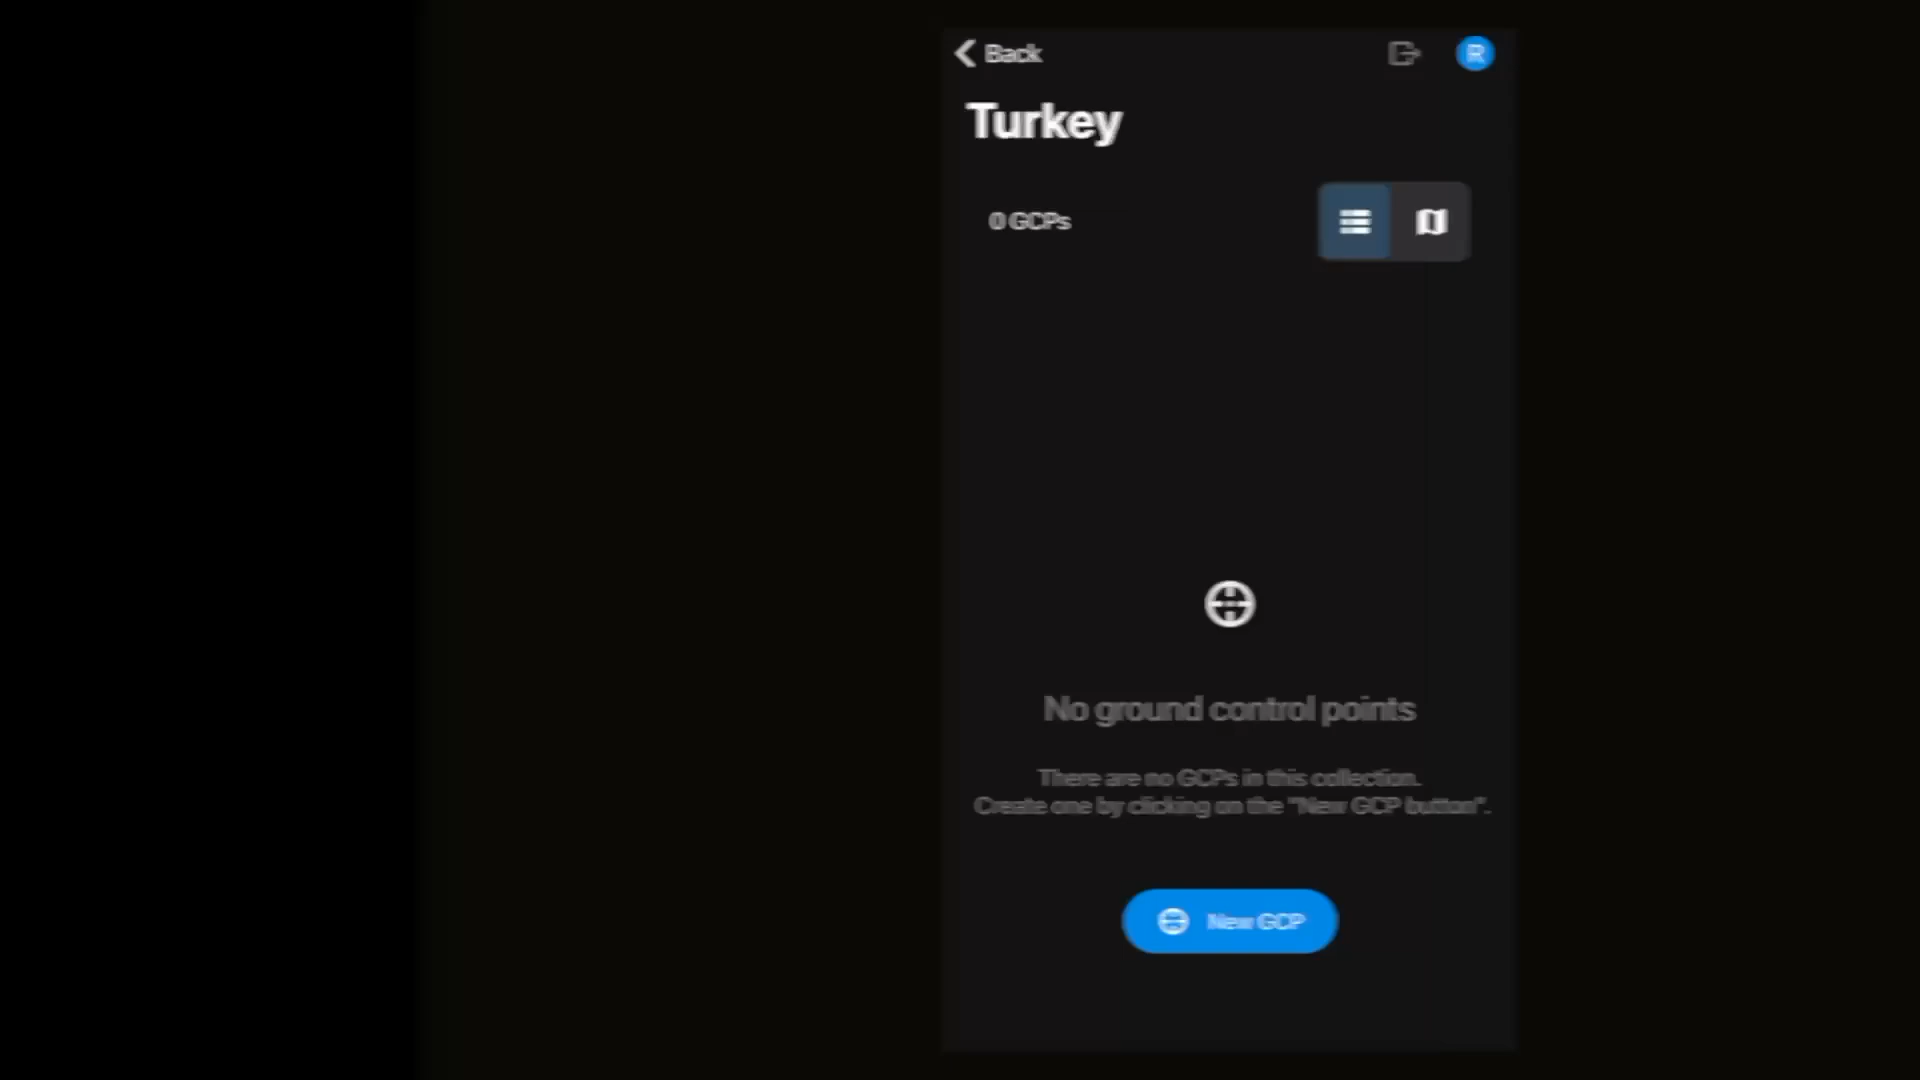 Back
R
Turkey
0 GCPs
No ground control points
There are no GCPs in this collection.
Create one by clicking on the "New GCP button".
New GCP